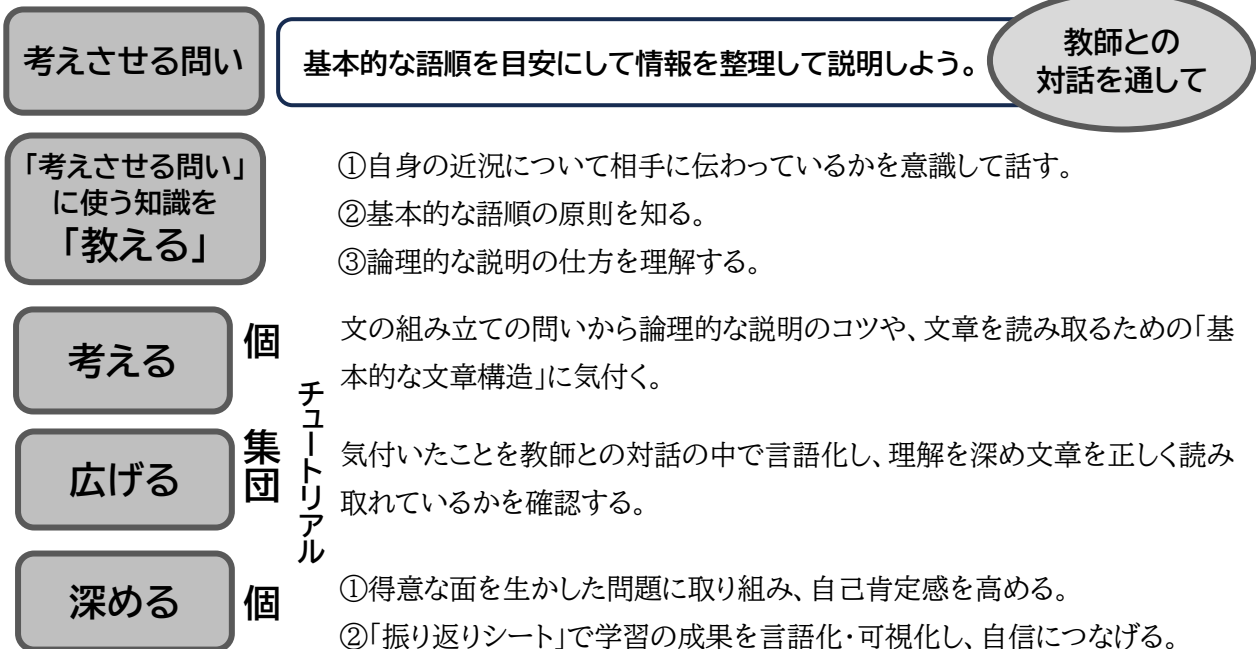 考えさせる問い
基本的な語順を目安にして情報を整理して説明しよう。
教師との
対話を通して
「考えさせる問い」
に使う知識を
「教える」
①自身の近況について相手に伝わっているかを意識して話す。
②基本的な語順の原則を知る。
③論理的な説明の仕方を理解する。
考える
個
文の組み立ての問いから論理的な説明のコツや、文章を読み取るための「基
本的な文章構造」に気付く。
チュートリアル
広げる
集団
気付いたことを教師との対話の中で言語化し、理解を深め文章を正しく読み
取れているかを確認する。
深める
個
①得意な面を生かした問題に取り組み、自己肯定感を高める。
②「振り返りシート」で学習の成果を言語化・可視化し、自信につなげる。